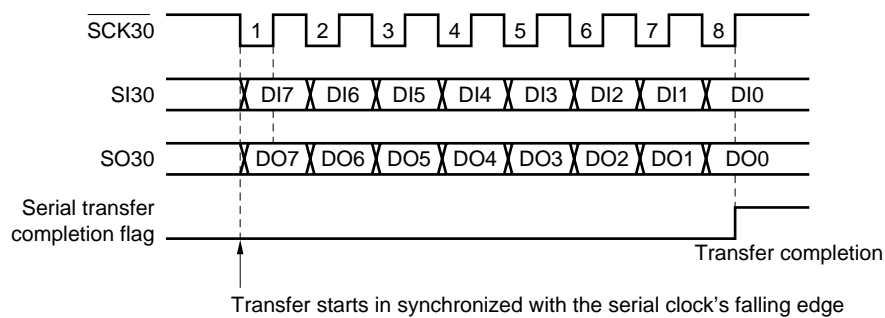 SCK30
1 2 3 4 5 6 7 8
SI30
DI7 DI6 DI5 DI4 DI3 DI2 DI1 DI0
SO30
DO7 DO6 DO5 DO4 DO3 DO2 DO1 DO0
Serial transfer
completion flag
Transfer completion
Transfer starts in synchronized with the serial clock's falling edge